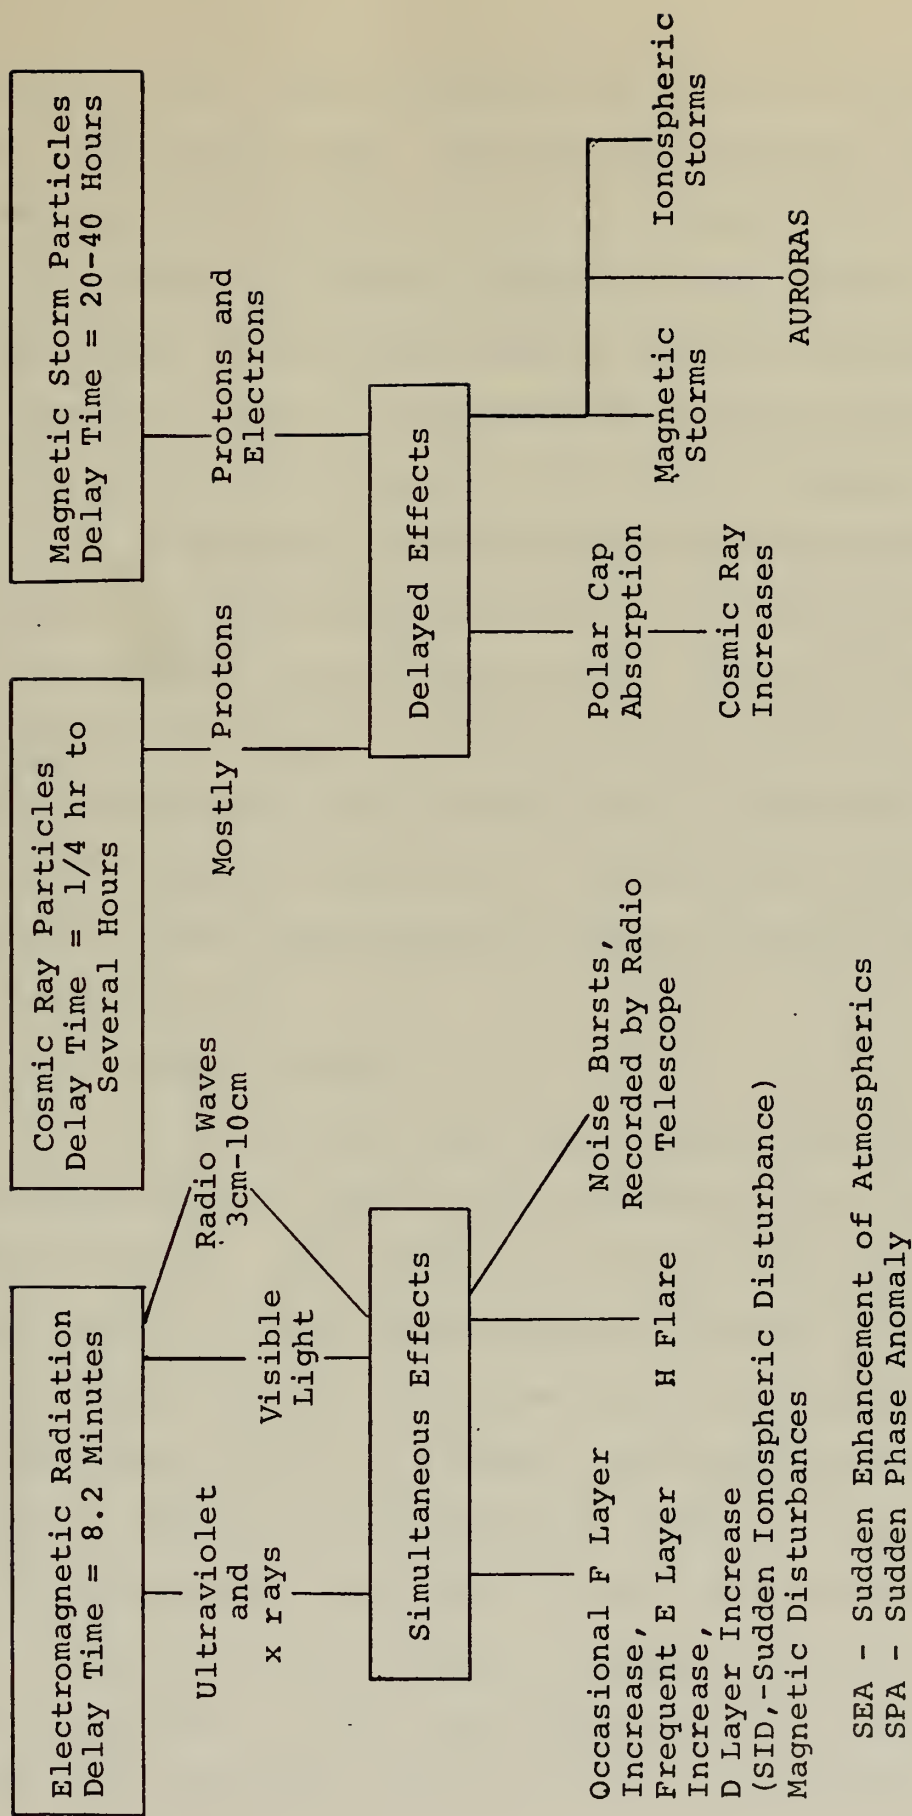 Electromagnetic Radiation
Delay Time = 8.2 Minutes
Cosmic Ray Particles
Delay Time = 1/4 hr to
Several Hours
Magnetic Storm Particles
Delay Time = 20-40 Hours
Ultraviolet
and
x rays
Visible
Light
Radio Waves
3cm-10cm
Mostly Protons
Protons and
Electrons
Simultaneous Effects
Delayed Effects
Occasional F Layer
Increase,
Frequent E Layer
Increase,
D Layer Increase
(SID,-Sudden Ionospheric Disturbance)
Magnetic Disturbances
H Flare
Noise Bursts,
Recorded by Radio
Telescope
Polar Cap
Absorption
Cosmic Ray
Increases
Magnetic
Storms
AURORAS
Ionospheric
Storms
SEA - Sudden Enhancement of Atmospherics
SPA - Sudden Phase Anomaly